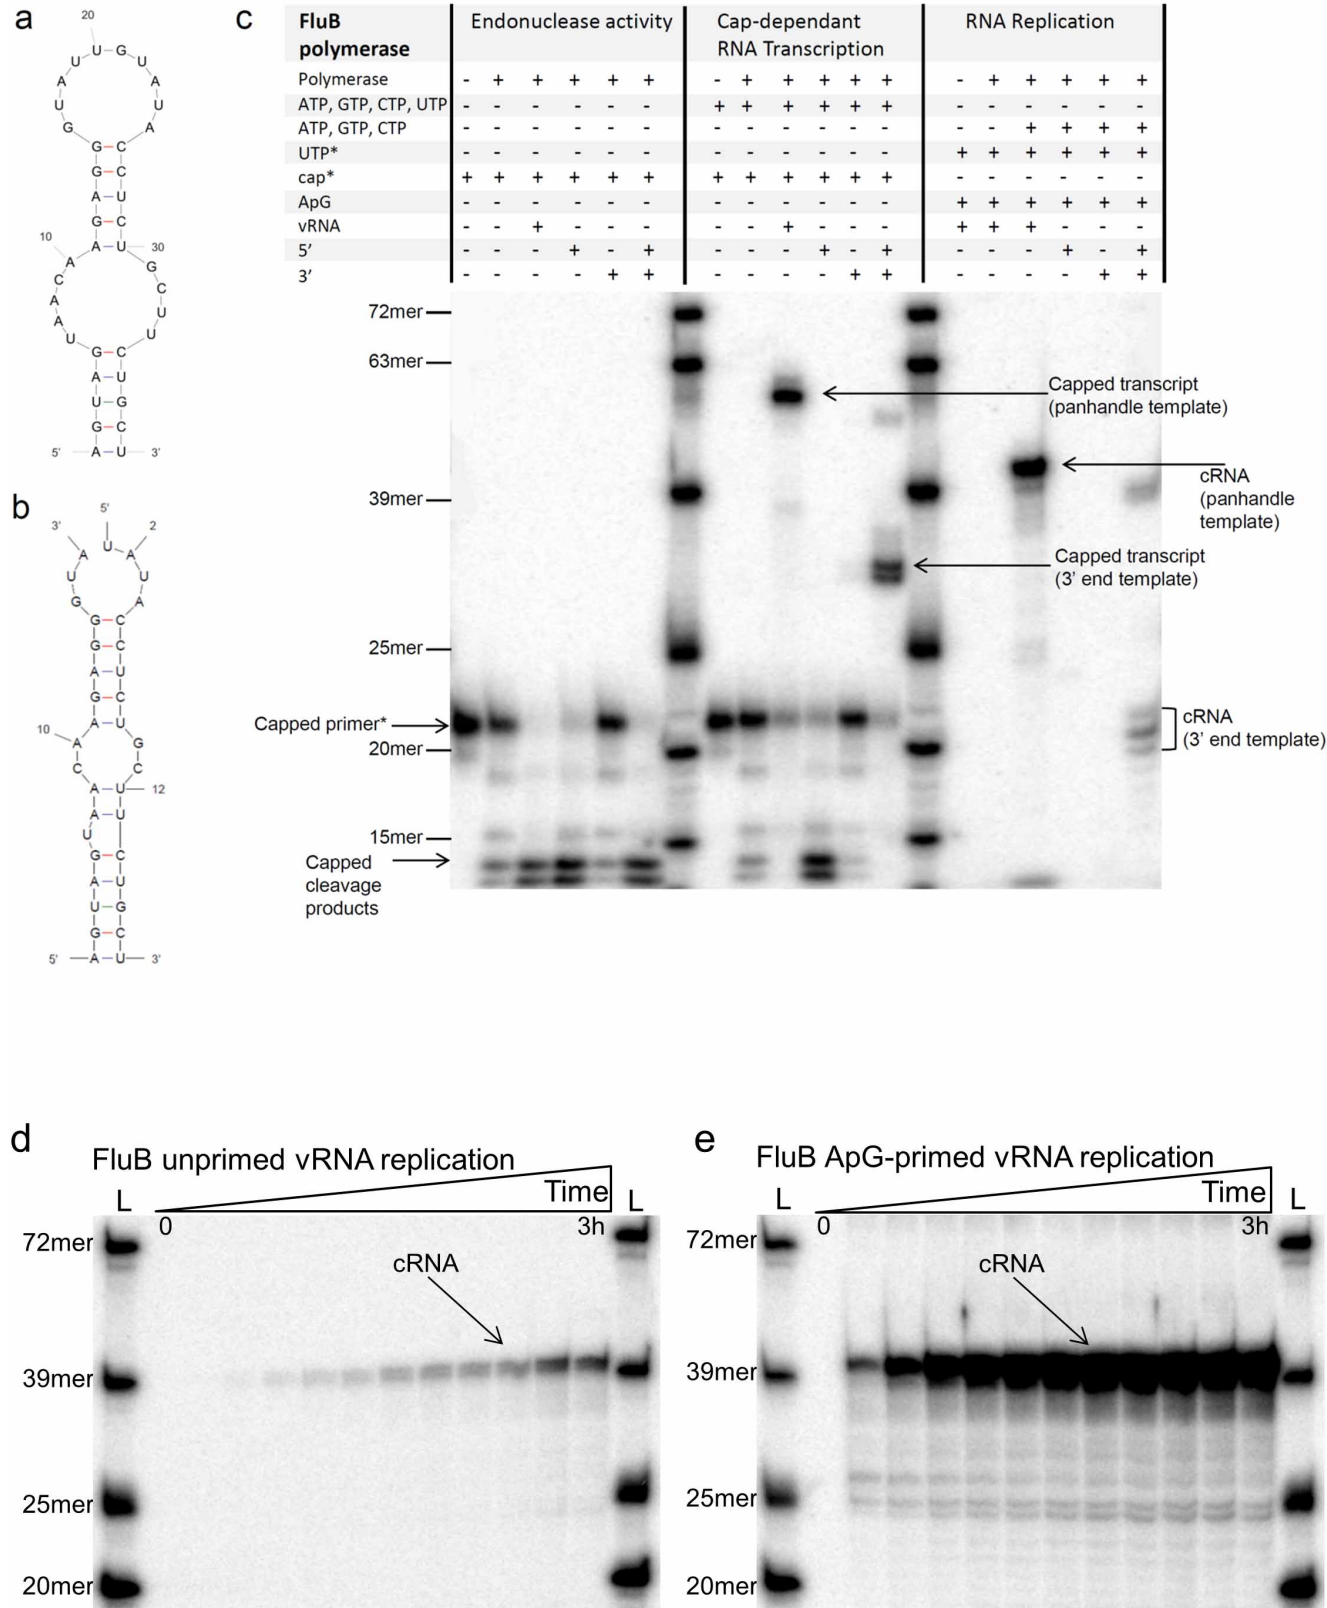 a
20
10
30
5'
3'
b
3'
5'
2
10
12
5'
3'
c
FluB polymerase
Endonuclease activity
Cap-dependant RNA Transcription
RNA Replication
Polymerase - + + + + + - + + + + + - + + + + +
ATP, GTP, CTP, UTP - - - - - - + + + + + + - - - - - -
ATP, GTP, CTP - - - - - - - - - - - - - - + + + +
UTP* - - - - - - - - - - - - + + + + + +
cap* + + + + + + + + + + + + - - - - - -
ApG - - - - - - - - - - - - + + + + + +
vRNA - - + - - - - - + - - - + + + - - -
5' - - - + - + - - - + - + - - - + - +
3' - - - - + + - - - - + + - - - - + +
72mer
63mer
39mer
25mer
Capped primer*
20mer
15mer
Capped
cleavage
products
Capped transcript
(panhandle template)
cRNA
(panhandle
template)
Capped transcript
(3' end template)
cRNA
(3' end template)
d
FluB unprimed vRNA replication
L
Time
L
0
3h
72mer
cRNA
39mer
25mer
20mer
e
FluB ApG-primed vRNA replication
L
Time
L
0
3h
72mer
cRNA
39mer
25mer
20mer